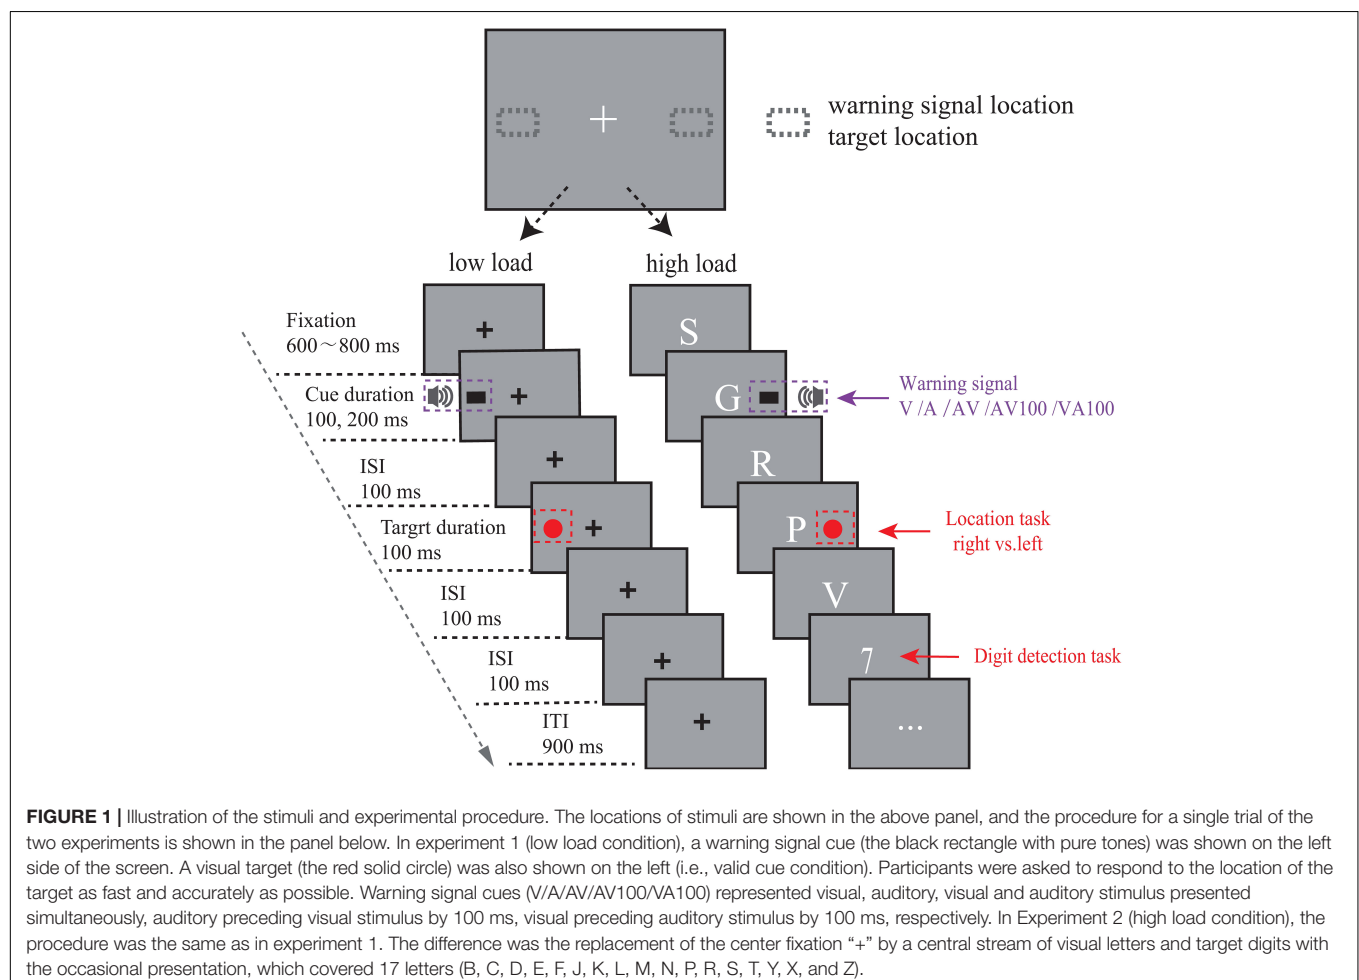 warning signal location
target location
low load
high load
Fixation
600～800 ms
S
Cue duration
100, 200 ms
G
Warning signal
V /A /AV /AV100 /VA100
ISI
100 ms
R
Targrt duration
100 ms
P
Location task
right vs.left
ISI
100 ms
V
ISI
100 ms
7
Digit detection task
ITI
900 ms
...
FIGURE 1 | Illustration of the stimuli and experimental procedure. The locations of stimuli are shown in the above panel, and the procedure for a single trial of the
two experiments is shown in the panel below. In experiment 1 (low load condition), a warning signal cue (the black rectangle with pure tones) was shown on the left
side of the screen. A visual target (the red solid circle) was also shown on the left (i.e., valid cue condition). Participants were asked to respond to the location of the
target as fast and accurately as possible. Warning signal cues (V/A/AV/AV100/VA100) represented visual, auditory, visual and auditory stimulus presented
simultaneously, auditory preceding visual stimulus by 100 ms, visual preceding auditory stimulus by 100 ms, respectively. In Experiment 2 (high load condition), the
procedure was the same as in experiment 1. The difference was the replacement of the center fixation “+” by a central stream of visual letters and target digits with
the occasional presentation, which covered 17 letters (B, C, D, E, F, J, K, L, M, N, P, R, S, T, Y, X, and Z).